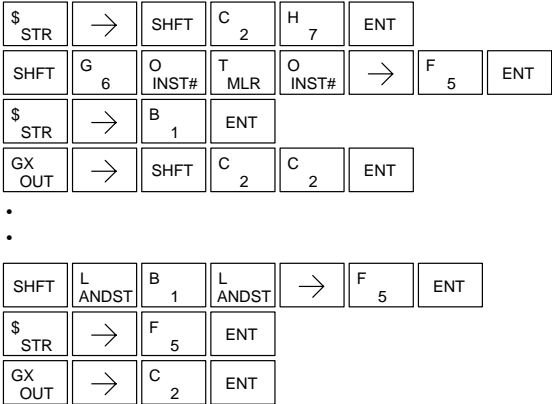 $ STR → SHFT C 2 H 7 ENT
SHFT G 6 O INST# T MLR O INST# → F 5 ENT
$ STR → B 1 ENT
GX OUT → SHFT C 2 C 2 ENT
•
•
SHFT L ANDST B 1 L ANDST → F 5 ENT
$ STR → F 5 ENT
GX OUT → C 2 ENT